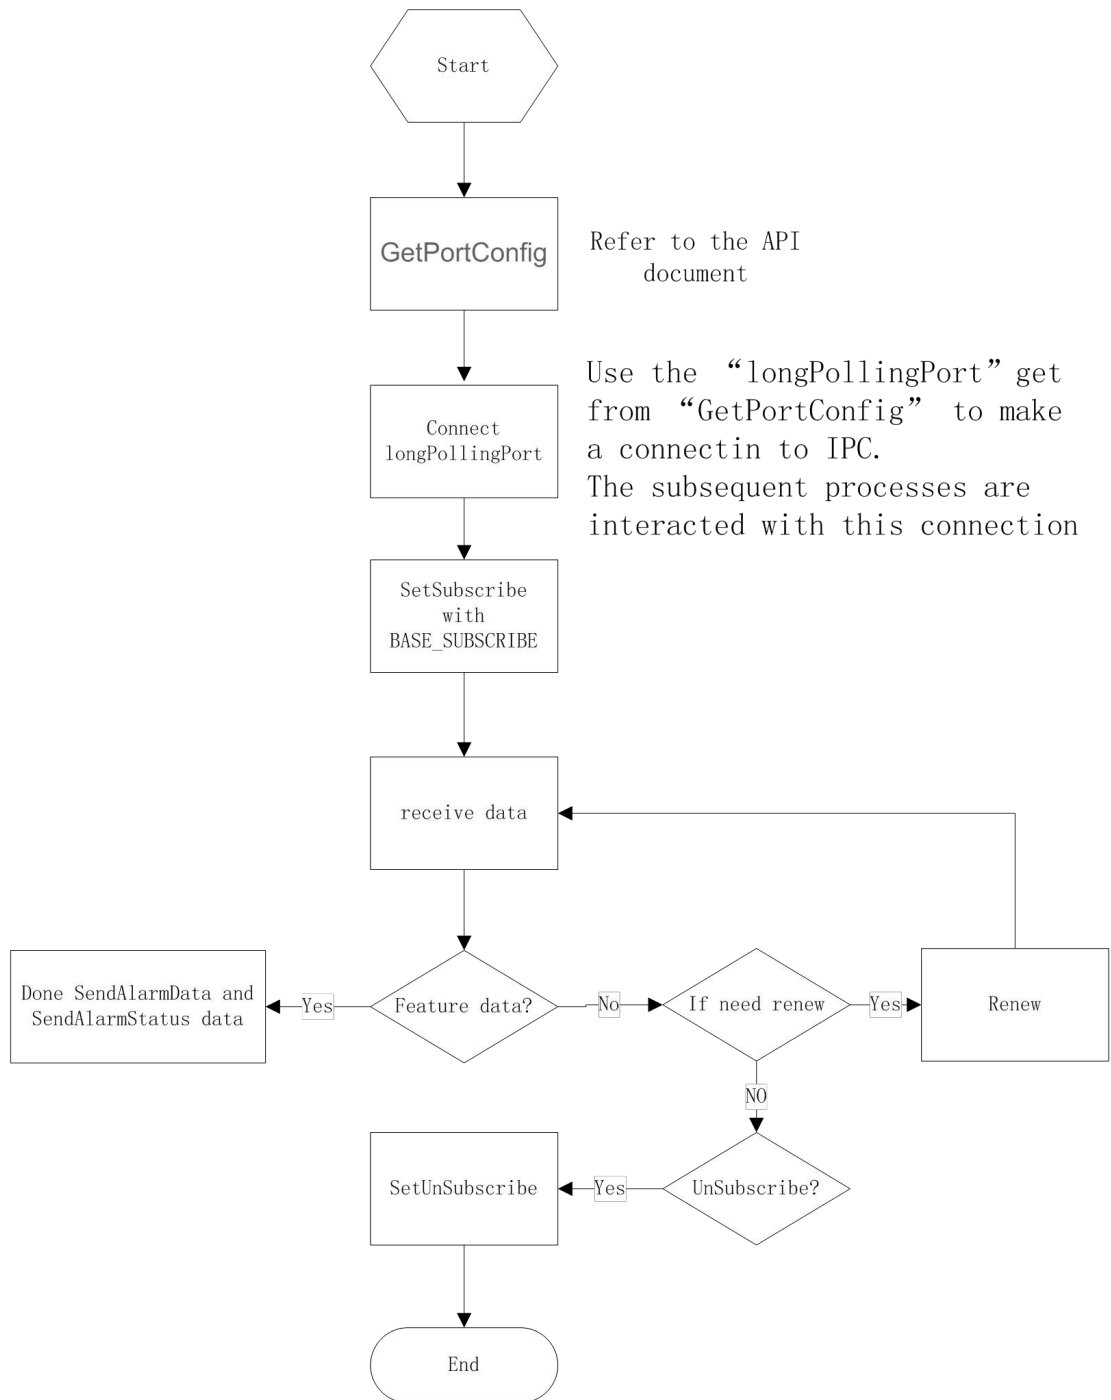 Start
GetPortConfig
Refer to the API
document
Connect
longPollingPort
Use the “longPollingPort” get
from “GetPortConfig” to make
a connectin to IPC.
The subsequent processes are
interacted with this connection
SetSubscribe
with
BASE_SUBSCRIBE
receive data
Done SendAlarmData and
SendAlarmStatus data
Yes
Feature data?
No
If need renew
Yes
Renew
NO
SetUnSubscribe
Yes
UnSubscribe?
End